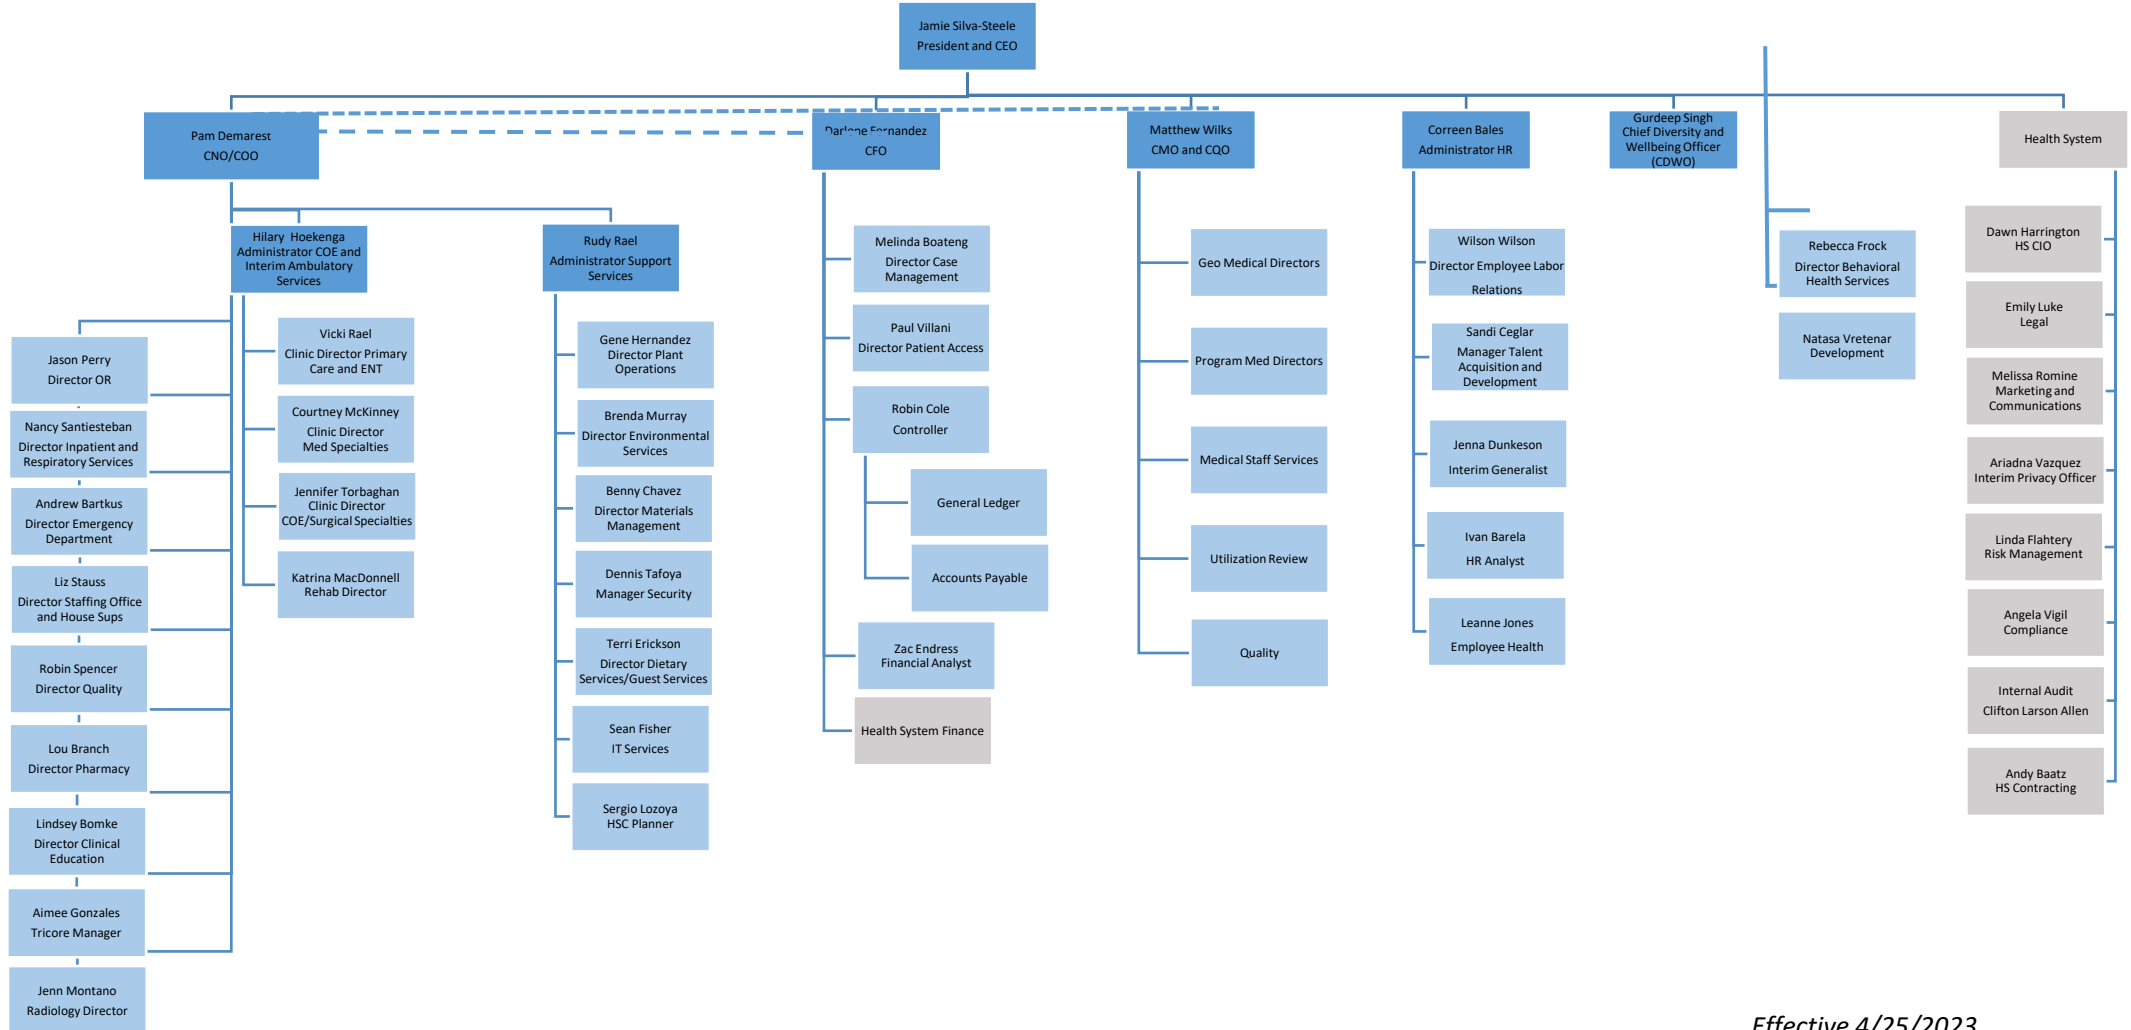 Jamie Silva-Steele
President and CEO
Pam Demarest
CNO/COO
Darlene Fernandez
CFO
Matthew Wilks
CMO and CQO
Correen Bales
Administrator HR
Gurdeep Singh
Chief Diversity and
Wellbeing Officer
(CDWO)
Health System
Hilary Hoekenga
Administrator COE and
Interim Ambulatory
Services
Rudy Rael
Administrator Support
Services
Jason Perry
Director OR
Nancy Santiesteban
Director Inpatient and
Respiratory Services
Andrew Bartkus
Director Emergency
Department
Liz Stauss
Director Staffing Office
and House Sups
Robin Spencer
Director Quality
Lou Branch
Director Pharmacy
Lindsey Bomke
Director Clinical
Education
Aimee Gonzales
Tricore Manager
Jenn Montano
Radiology Director
Vicki Rael
Clinic Director Primary
Care and ENT
Courtney McKinney
Clinic Director
Med Specialties
Jennifer Torbaghan
Clinic Director
COE/Surgical Specialties
Katrina MacDonnell
Rehab Director
Gene Hernandez
Director Plant
Operations
Brenda Murray
Director Environmental
Services
Benny Chavez
Director Materials
Management
Dennis Tafoya
Manager Security
Terri Erickson
Director Dietary
Services/Guest Services
Sean Fisher
IT Services
Sergio Lozoya
HSC Planner
Melinda Boateng
Director Case
Management
Paul Villani
Director Patient Access
Robin Cole
Controller
General Ledger
Accounts Payable
Zac Endress
Financial Analyst
Health System Finance
Geo Medical Directors
Program Med Directors
Medical Staff Services
Utilization Review
Quality
Wilson Wilson
Director Employee Labor
Relations
Sandi Ceglar
Manager Talent
Acquisition and
Development
Jenna Dunkeson
Interim Generalist
Ivan Barela
HR Analyst
Leanne Jones
Employee Health
Rebecca Frock
Director Behavioral
Health Services
Natasa Vretenar
Development
Dawn Harrington
HS CIO
Emily Luke
Legal
Melissa Romine
Marketing and
Communications
Ariadna Vazquez
Interim Privacy Officer
Linda Flahtery
Risk Management
Angela Vigil
Compliance
Internal Audit
Clifton Larson Allen
Andy Baatz
HS Contracting
Effective 4/25/2023